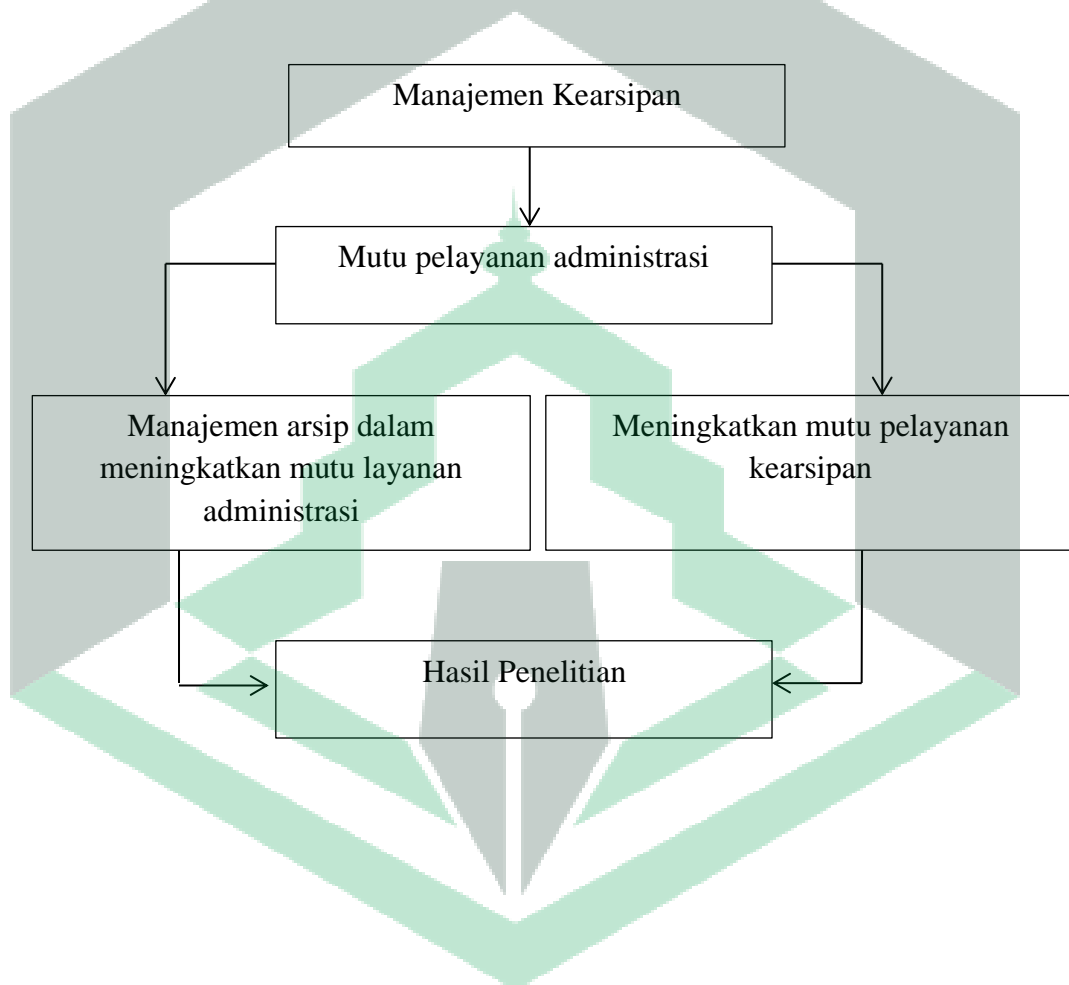 Manajemen Kearsipan
Mutu pelayanan administrasi
Manajemen arsip dalam
meningkatkan mutu layanan
administrasi
Meningkatkan mutu pelayanan
kearsipan
Hasil Penelitian